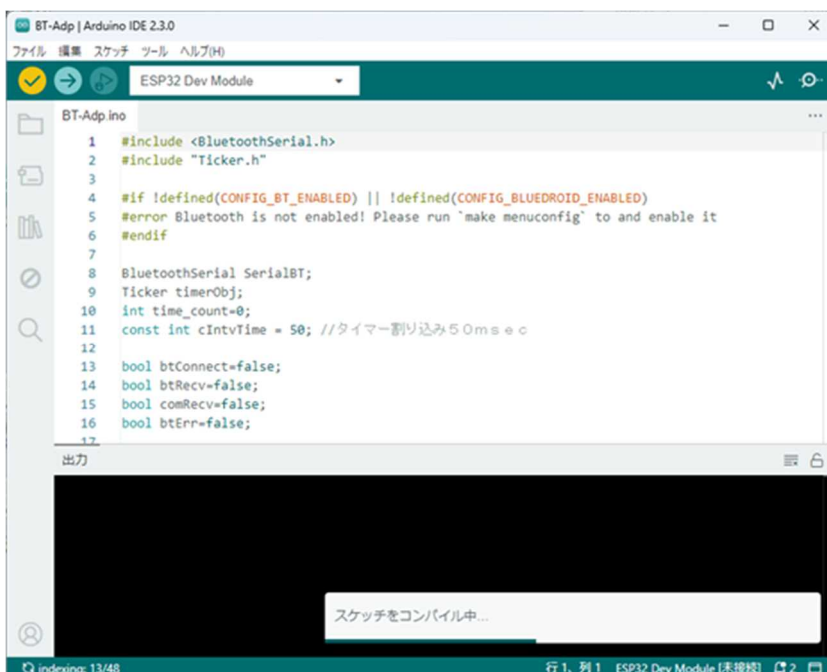 BT-Adp | Arduino IDE 2.3.0
ファイル 編集 スケッチ ツール ヘルプ(H)
ESP32 Dev Module
BT-Adp.ino
1 #include <BluetoothSerial.h>
2 #include "Ticker.h"
3
4 #if !defined(CONFIG_BT_ENABLED) || !defined(CONFIG_BLUEDROID_ENABLED)
5 #error Bluetooth is not enabled! Please run `make menuconfig` to and enable it
6 #endif
7
8 BluetoothSerial SerialBT;
9 Ticker timerObj;
10 int time_count=0;
11 const int cIntvTime = 50; //タイマー割り込み５０ｍｓｅｃ
12
13 bool btConnect=false;
14 bool btRecv=false;
15 bool comRecv=false;
16 bool btErr=false;
17
出力
スケッチをコンパイル中...
indexing: 13/48 行 1、列 1 ESP32 Dev Module [未接続] 2